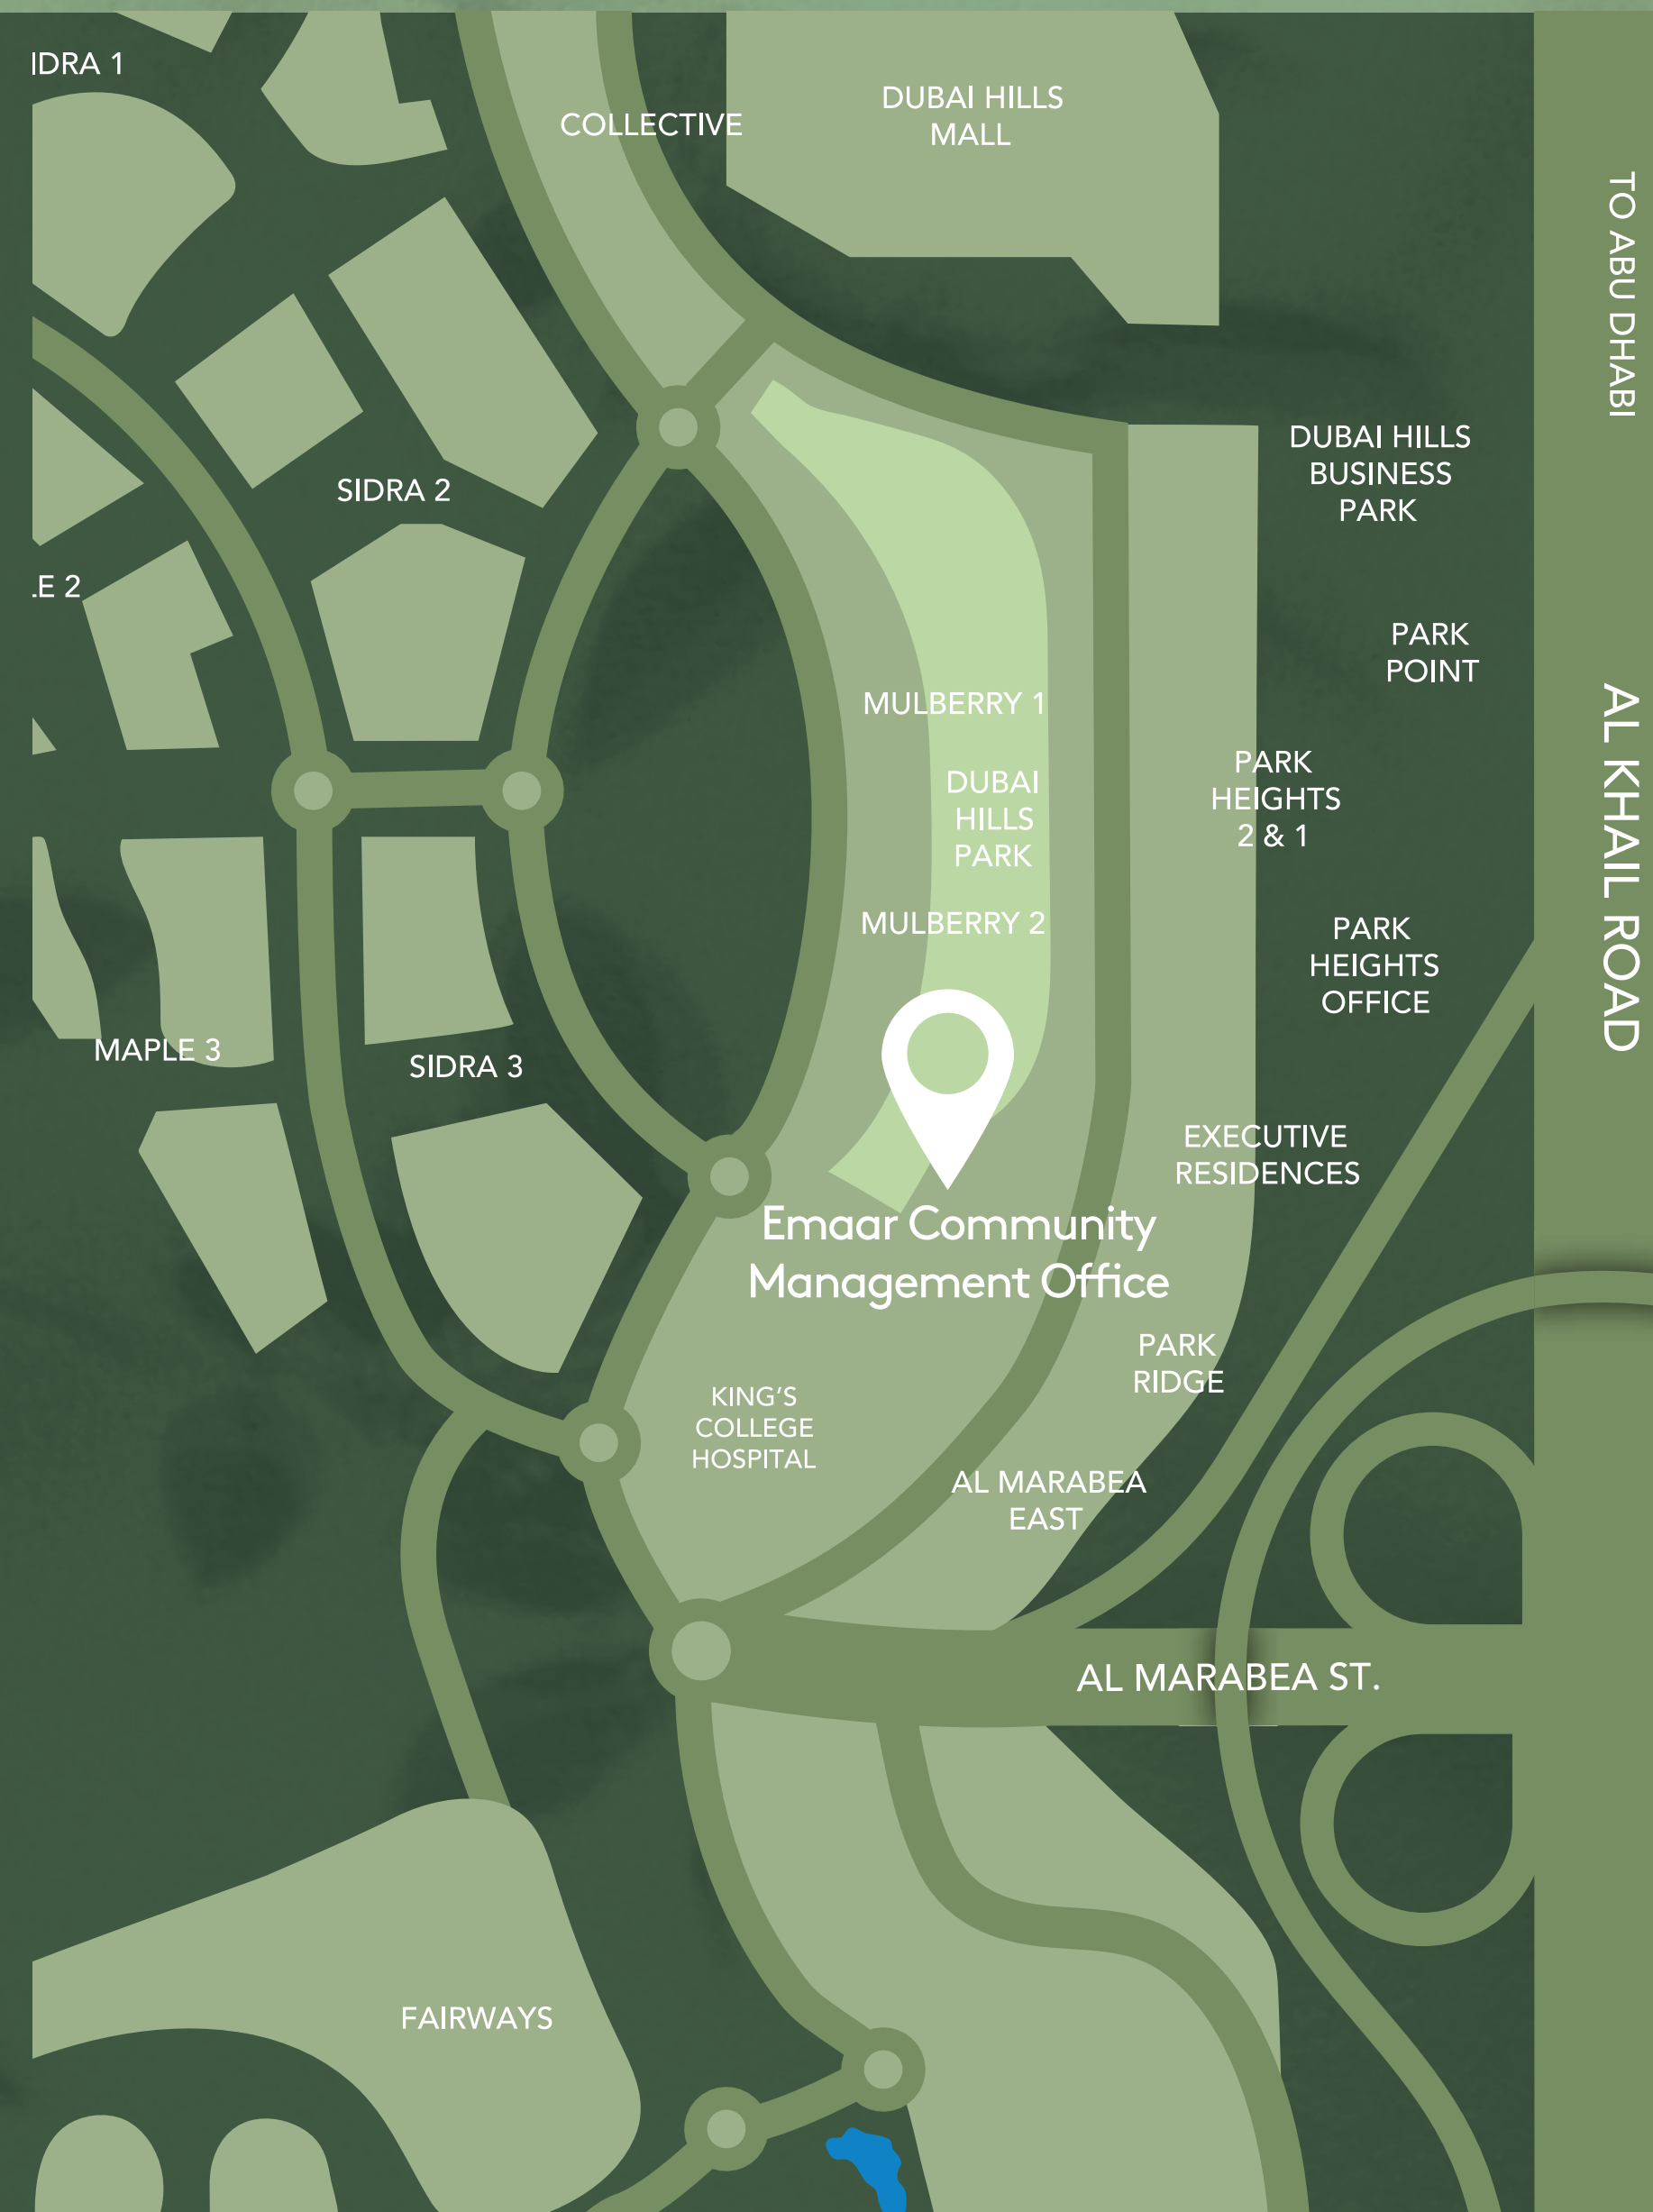 IDRA 1
COLLECTIVE
DUBAI HILLS
MALL
TO ABU DHABI
DUBAI HILLS
BUSINESS
PARK
SIDRA 2
.E 2
PARK
POINT
MULBERRY 1
AL KHAIL ROAD
PARK
HEIGHTS
2 & 1
DUBAI
HILLS
PARK
MULBERRY 2
PARK
HEIGHTS
OFFICE
MAPLE 3
SIDRA 3
EXECUTIVE
RESIDENCES
Emaar Community
Management Office
PARK
RIDGE
KING’S
COLLEGE
HOSPITAL
AL MARABEA
EAST
AL MARABEA ST.
FAIRWAYS